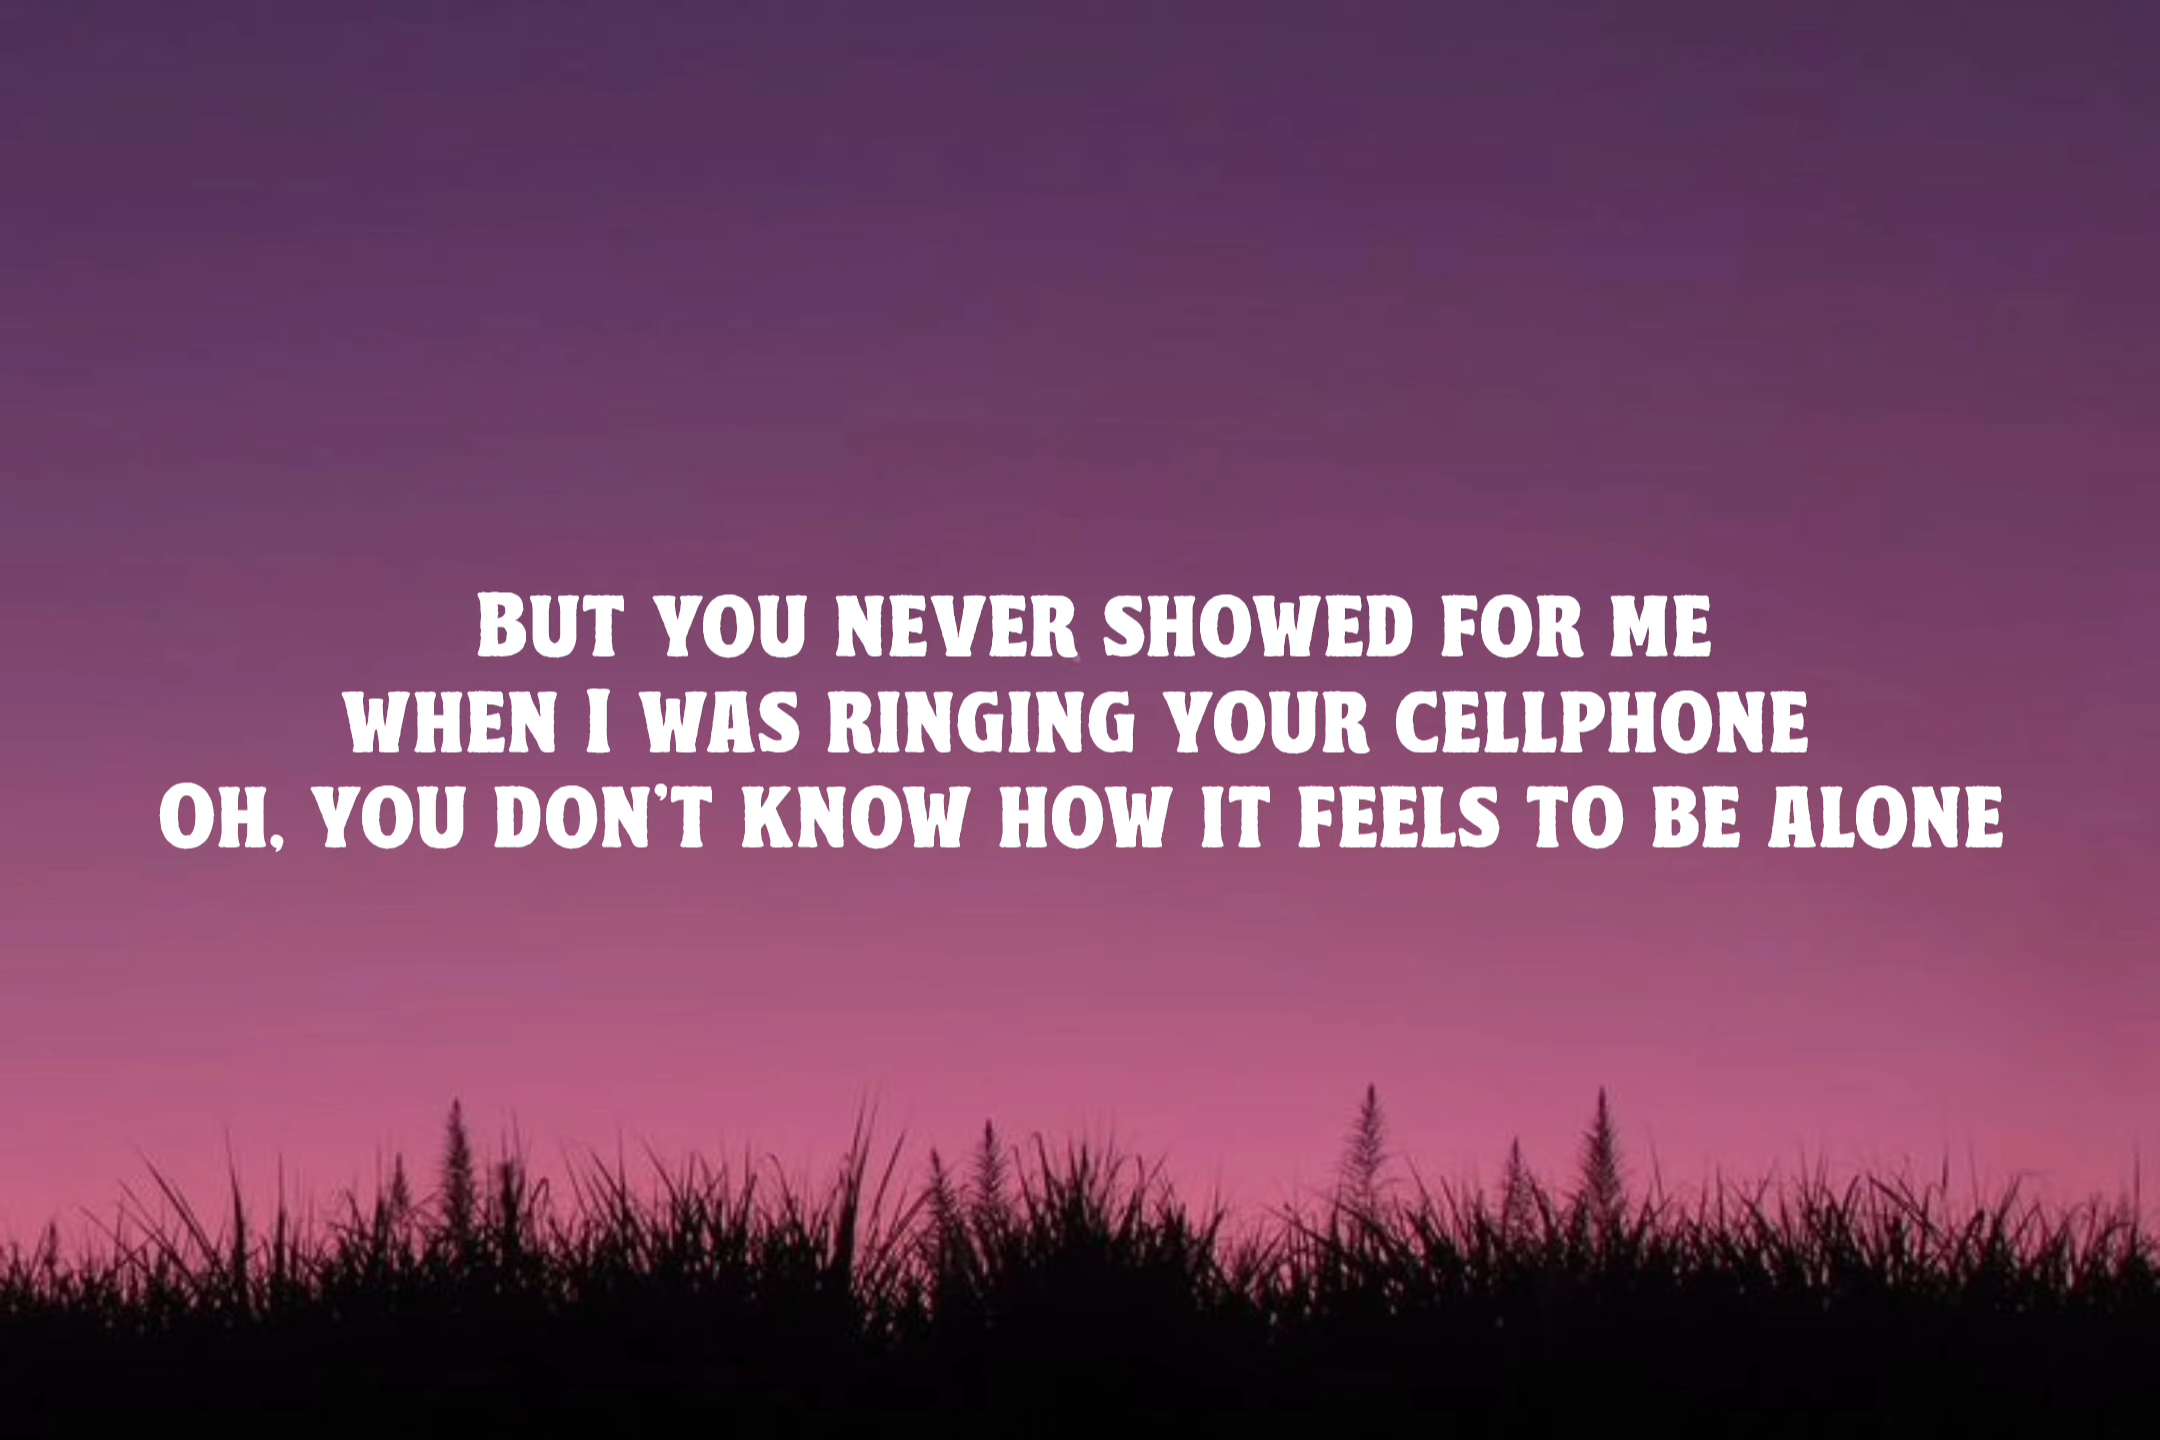 But you never showed for me
when I was ringing your cellphone
Oh, you don't know how it feels to be alone